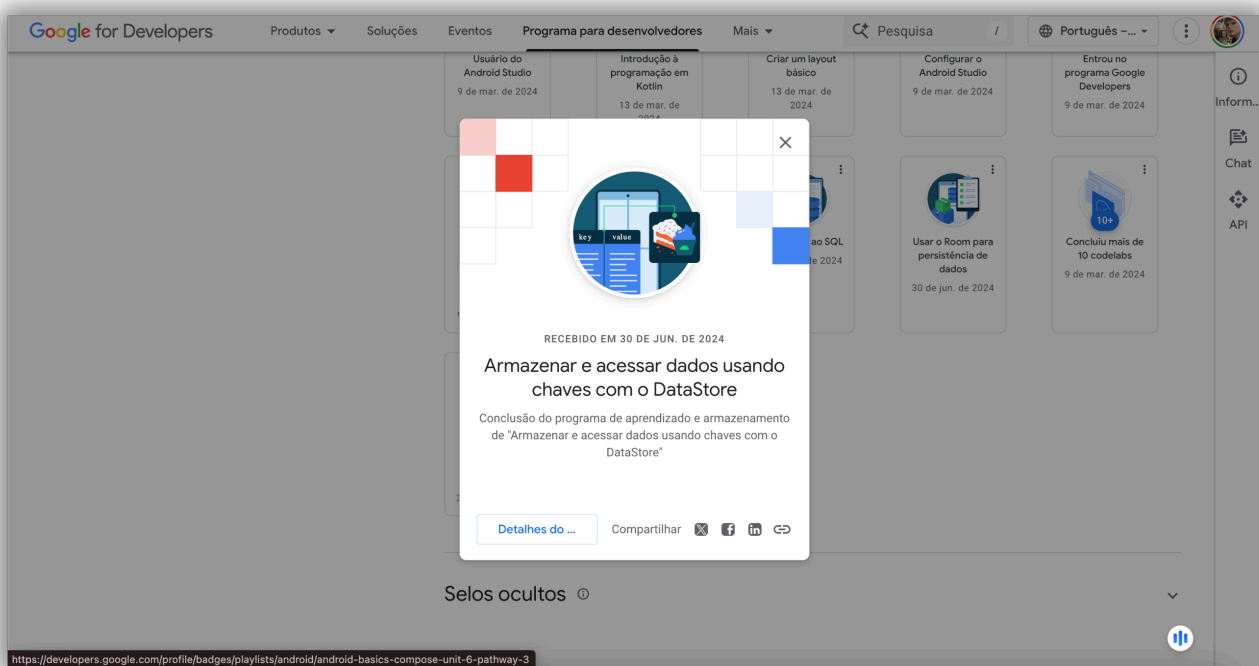 Google for Developers
Produtos
Soluções
Eventos
Programa para desenvolvedores
Mais
Pesquisa
/
Português –...
Usuário do
Android Studio
9 de mar. de 2024
Introdução à
programação em
Kotlin
13 de mar. de
2024
Criar um layout
básico
13 de mar. de
2024
Configurar o
Android Studio
9 de mar. de 2024
Entrou no
programa Google
Developers
9 de mar. de 2024
Inform...
Chat
API
key value
RECEBIDO EM 30 DE JUN. DE 2024
Armazenar e acessar dados usando
chaves com o DataStore
Conclusão do programa de aprendizado e armazenamento
de "Armazenar e acessar dados usando chaves com o
DataStore"
Detalhes do ...
Compartilhar
ao SQL
de 2024
Usar o Room para
persistência de
dados
30 de jun. de 2024
10+
Concluiu mais de
10 codelabs
9 de mar. de 2024
Selos ocultos
https://developers.google.com/profile/badges/playlists/android/android-basics-compose-unit-6-pathway-3